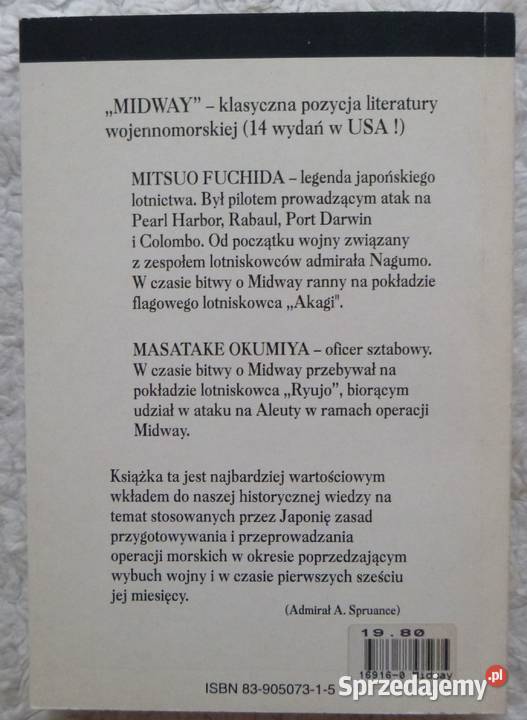 „MIDWAY” – klasyczna pozycja literatury
wojennomorskiej (14 wydań w USA !)
MITSUO FUCHIDA – legenda japońskiego
lotnictwa. Był pilotem prowadzącym atak na
Pearl Harbor, Rabaul, Port Darwin
i Colombo. Od początku wojny związany
z zespołem lotniskowców admirała Nagumo.
W czasie bitwy o Midway ranny na pokładzie
flagowego lotniskowca „Akagi".
MASATAKE OKUMIYA – oficer sztabowy.
W czasie bitwy o Midway przebywał na
pokładzie lotniskowca „Ryujo”, biorącym
udział w ataku na Aleuty w ramach operacji
Midway.
Książka ta jest najbardziej wartościowym
wkładem do naszej historycznej wiedzy na
temat stosowanych przez Japonię zasad
przygotowywania i przeprowadzania
operacji morskich w okresie poprzedzającym
wybuch wojny i w czasie pierwszych sześciu
jej miesięcy.
(Admirał A. Spruance)
19.80
16916-0 Midway
ISBN 83-905073-1-5
Sprzedajemy.pl